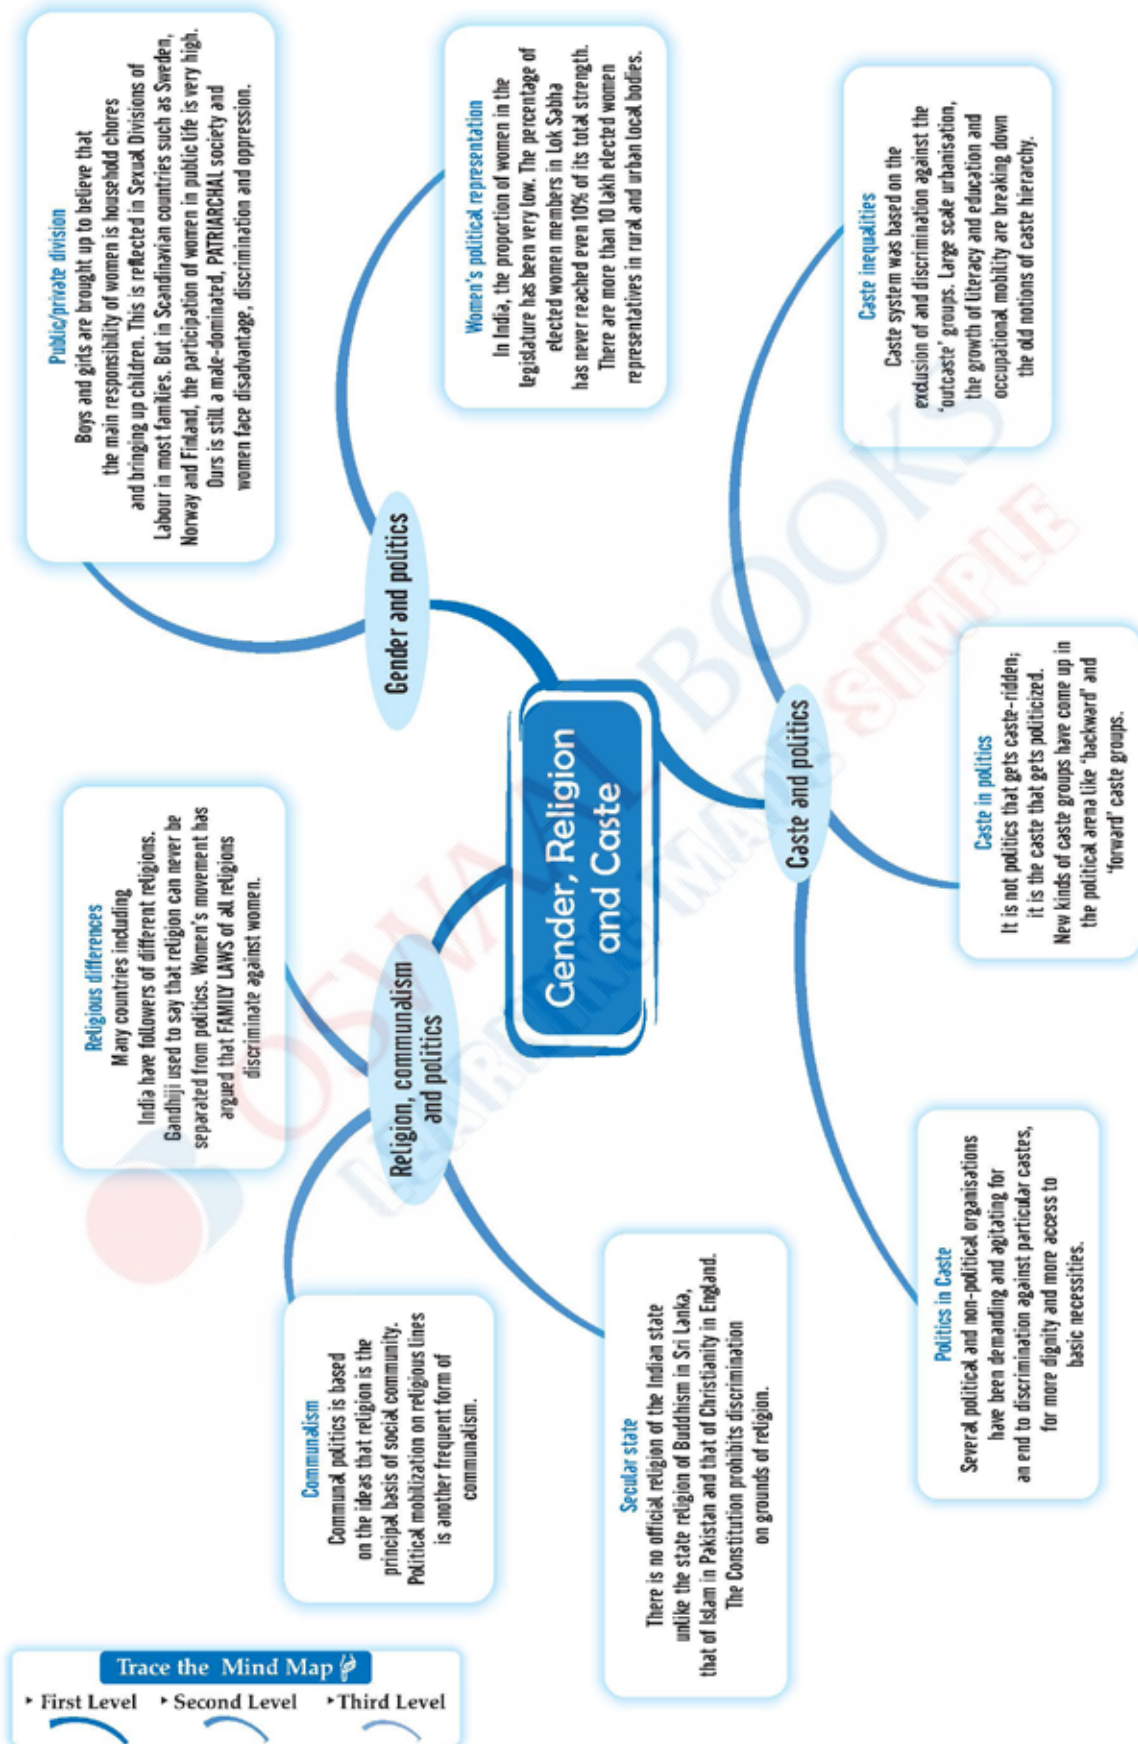 Gender, Religion
and Caste
Gender and politics
Public/private division
Boys and girls are brought up to believe that
the main responsibility of women is household chores
and bringing up children. This is reflected in Sexual Divisions of
Labour in most families. But in Scandinavian countries such as Sweden,
Norway and Finland, the participation of women in public life is very high.
Ours is still a male-dominated, PATRIARCHAL society and
women face disadvantage, discrimination and oppression.
Women's political representation
In India, the proportion of women in the
legislature has been very low. The percentage of
elected women members in Lok Sabha
has never reached even 10% of its total strength.
There are more than 10 lakh elected women
representatives in rural and urban local bodies.
Religion, communalism
and politics
Religious differences
Many countries including
India have followers of different religions.
Gandhiji used to say that religion can never be
separated from politics. Women's movement has
argued that FAMILY LAWS of all religions
discriminate against women.
Communalism
Communal politics is based
on the ideas that religion is the
principal basis of social community.
Political mobilization on religious lines
is another frequent form of
communalism.
Secular state
There is no official religion of the Indian state
unlike the state religion of Buddhism in Sri Lanka,
that of Islam in Pakistan and that of Christianity in England.
The Constitution prohibits discrimination
on grounds of religion.
Caste and politics
Caste inequalities
Caste system was based on the
exclusion of and discrimination against the
'outcaste' groups. Large scale urbanisation,
the growth of literacy and education and
occupational mobility are breaking down
the old notions of caste hierarchy.
Caste in politics
It is not politics that gets caste-ridden;
it is the caste that gets politicized.
New kinds of caste groups have come up in
the political arena like 'backward' and
'forward' caste groups.
Politics in Caste
Several political and non-political organisations
have been demanding and agitating for
an end to discrimination against particular castes,
for more dignity and more access to
basic necessities.
Trace the Mind Map
First Level
Second Level
Third Level
OSWAAL BOOKS
LEARNING MADE SIMPLE